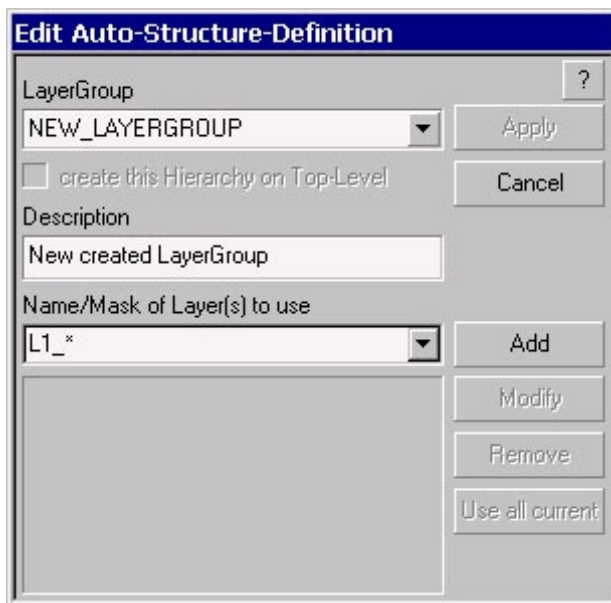 Edit Auto-Structure-Definition
?
LayerGroup
NEW_LAYERGROUP
Apply
create this Hierarchy on Top-Level
Cancel
Description
New created LayerGroup
Name/Mask of Layer(s) to use
L1_*
Add
Modify
Remove
Use all current